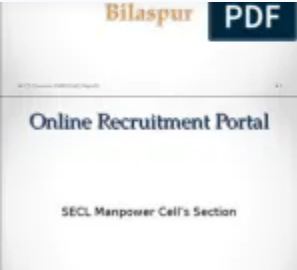 Bilaspur
PDF
Online Recruitment Portal
SECL Manpower Cell's Section